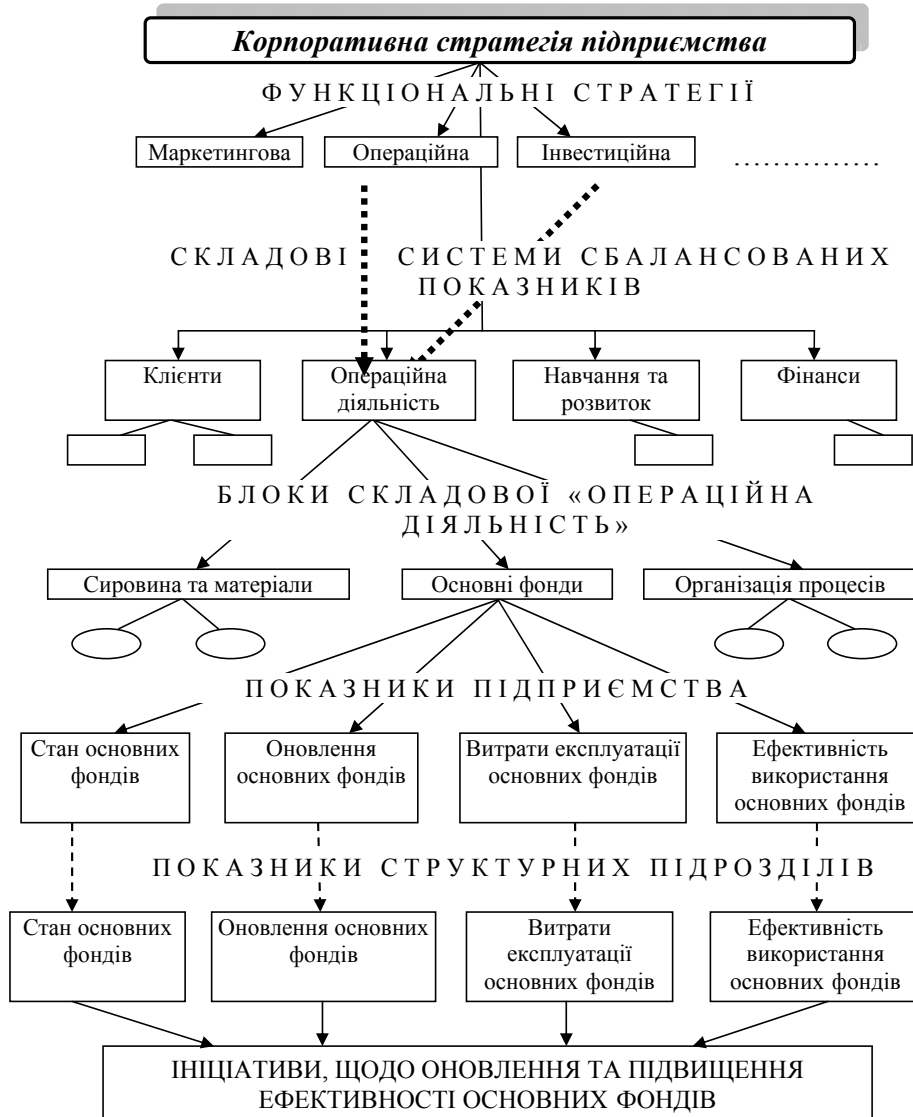 Корпоративна стратегія підприємства
ФУНКЦІОНАЛЬНІ СТРАТЕГІЇ
Маркетингова
Операційна
Інвестиційна
……………
СКЛАДОВІ СИСТЕМИ СБАЛАНСОВАНИХ
ПОКАЗНИКІВ
Клієнти
Операційна
діяльність
Навчання та
розвиток
Фінанси
БЛОКИ СКЛАДОВОЇ «ОПЕРАЦІЙНА
ДІЯЛЬНІСТЬ»
Сировина та матеріали
Основні фонди
Організація процесів
ПОКАЗНИКИ ПІДПРИЄМСТВА
Стан основних
фондів
Оновлення
основних фондів
Витрати експлуатації
основних фондів
Ефективність
використання
основних фондів
ПОКАЗНИКИ СТРУКТУРНИХ ПІДРОЗДІЛІВ
Стан основних
фондів
Оновлення основних
фондів
Витрати
експлуатації
основних фондів
Ефективність
використання
основних фондів
ІНІЦІАТИВИ, ЩОДО ОНОВЛЕННЯ ТА ПІДВИЩЕННЯ
ЕФЕКТИВНОСТІ ОСНОВНИХ ФОНДІВ